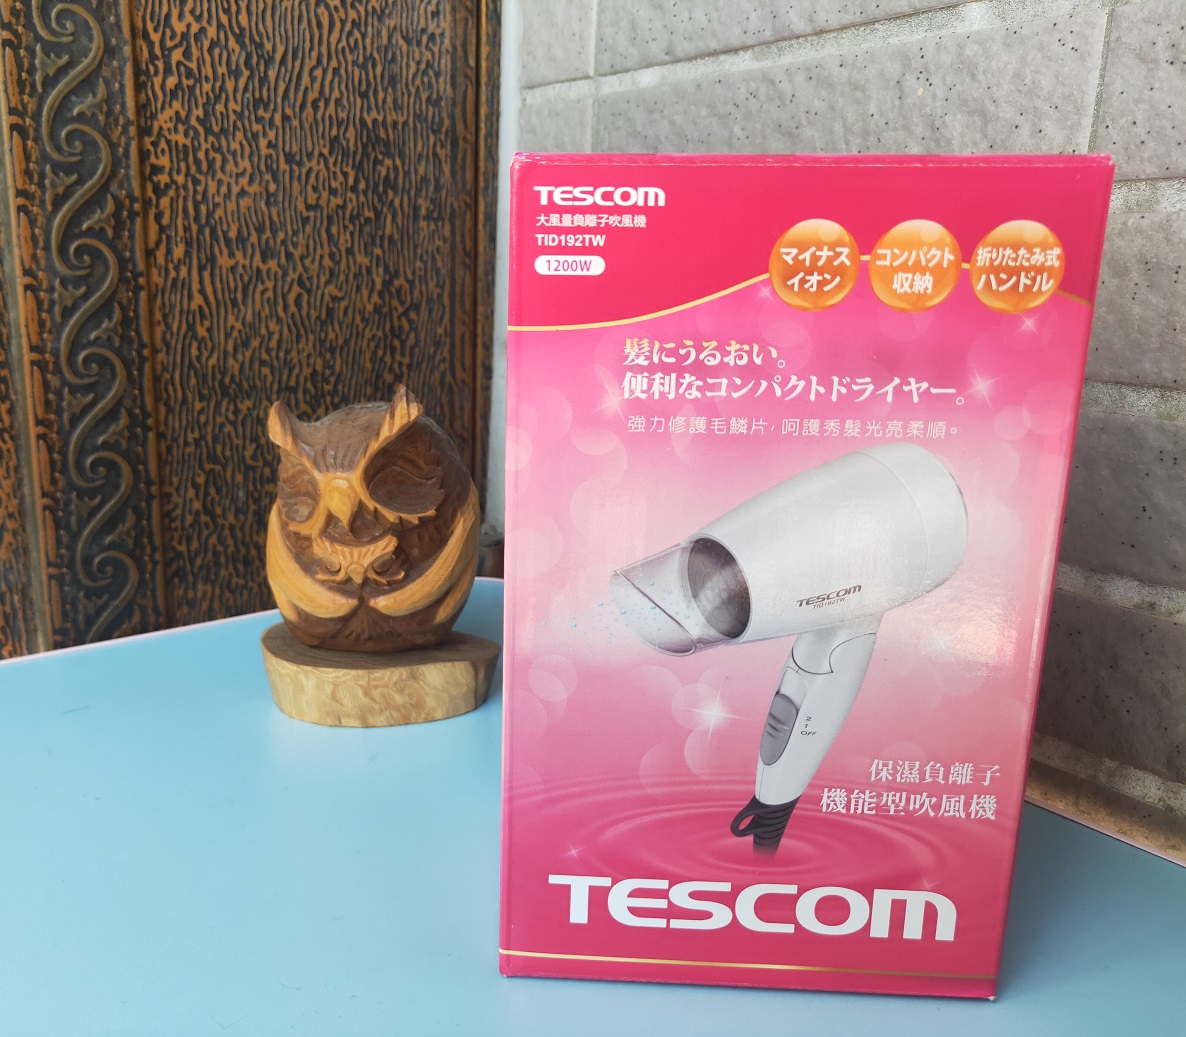 TESCOM
大風量負離子吹風機
TID192TW
1200W
マイナス
イオン
コンパクト
収納
折りたたみ式
ハンドル
髪にうるおい。
便利なコンパクトドライヤー。
強力修護毛鱗片，呵護秀髮光亮柔順。
TESCOM
TID192TW
2
1
OFF
保濕負離子
機能型吹風機
TESCOM